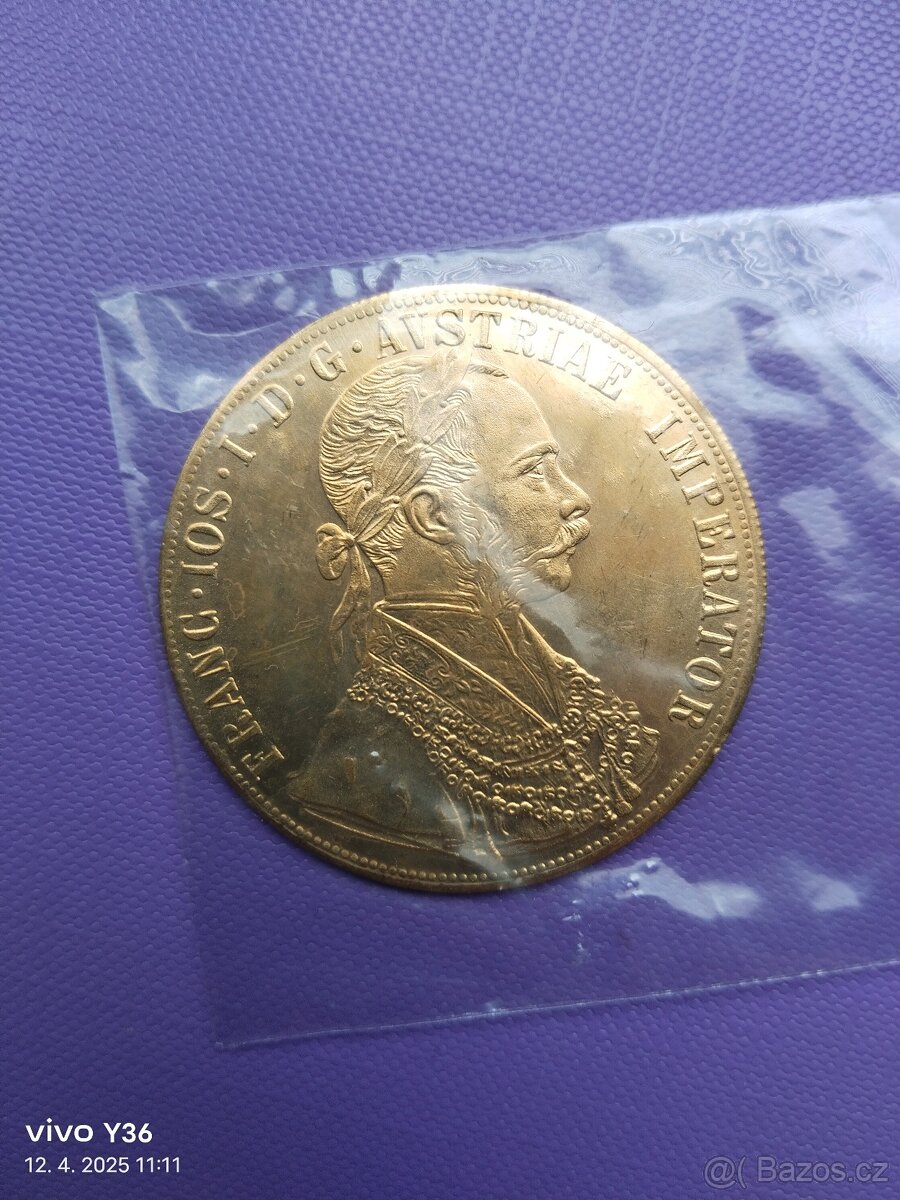 FRANC · IOS · I · D · G · AVSTRIAE IMPERATOR
vivo Y36
12. 4. 2025 11:11
@( Bazos.cz